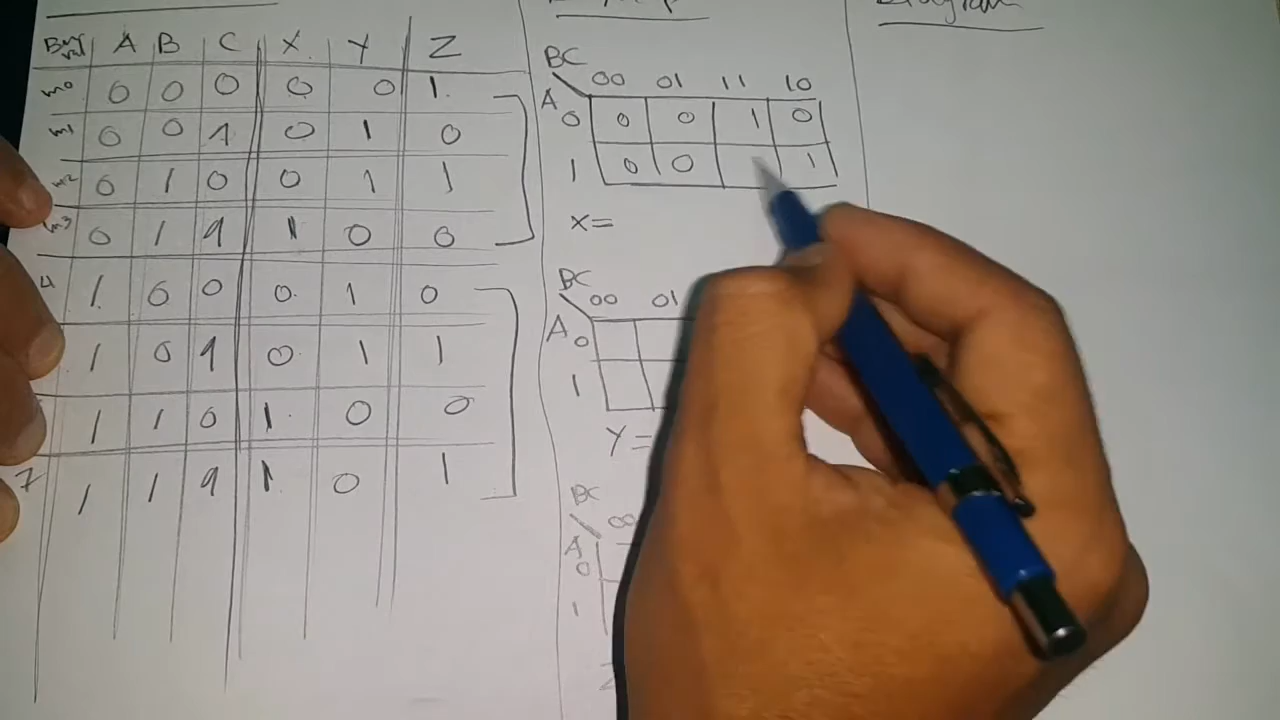 Diagram
A B C X Y Z
m0 0 0 0 0 0 1
m1 0 0 1 0 1 0
m2 0 1 0 0 1 1
m3 0 1 1 1 0 0
4 1 0 0 0 1 0
1 0 1 0 1 1
1 1 0 1 0 0
7 1 1 1 1 0 1
BC
00 01 11 10
A
0 0 0 1 0
1 0 0 1
X=
BC
00 01
A
0
1
Y=
BC
00
A
0
1